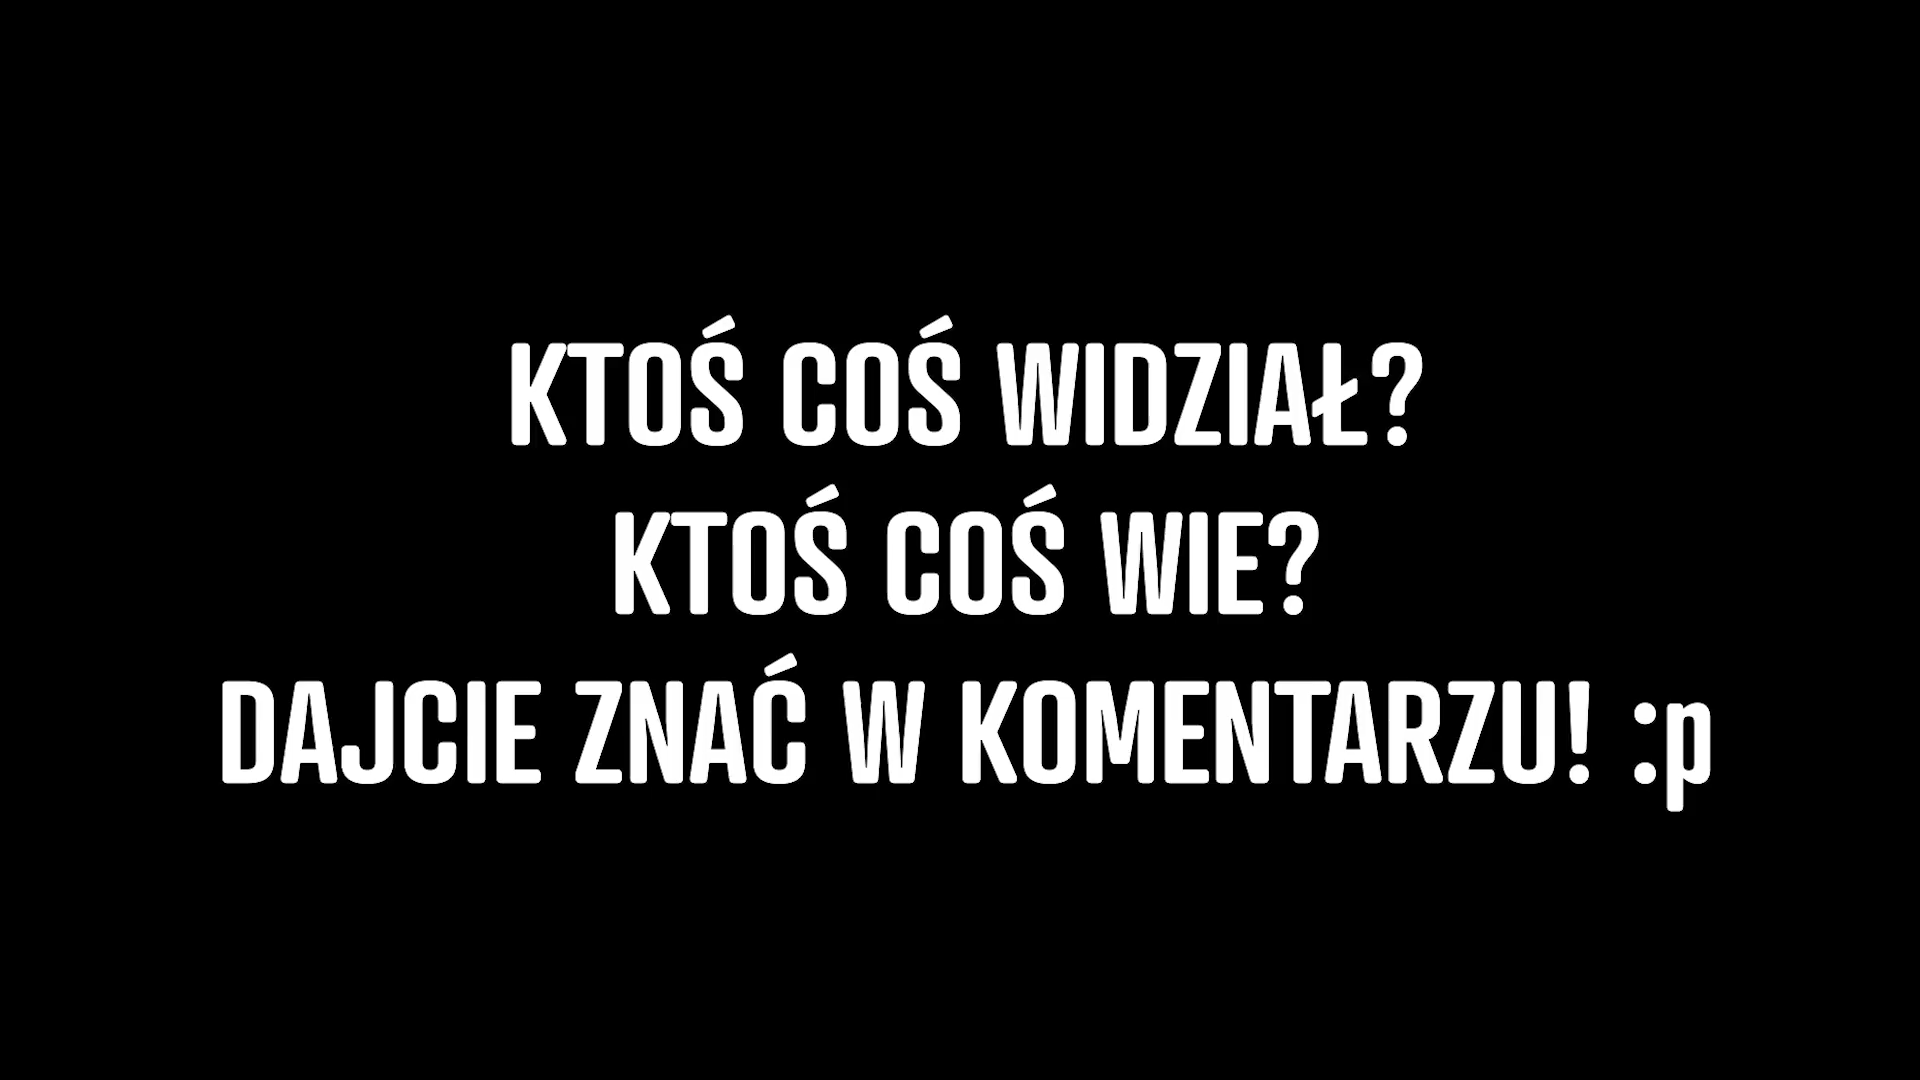 KTOŚ COŚ WIDZIAŁ?
KTOŚ COŚ WIE?
DAJCIE ZNAĆ W KOMENTARZU! :p